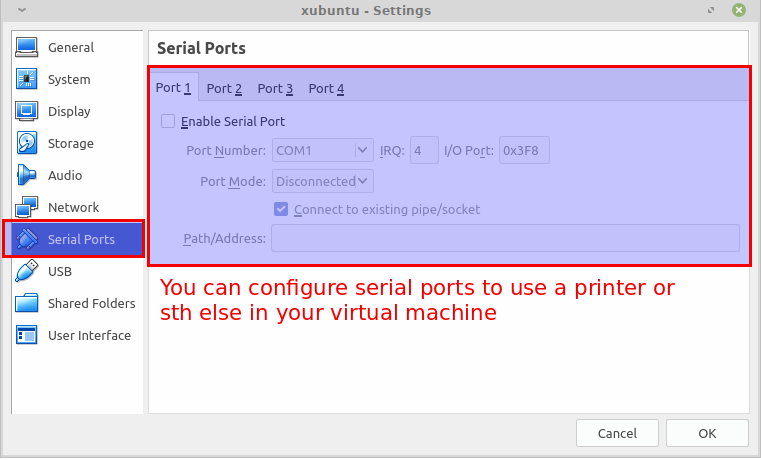 xubuntu - Settings
General
System
Display
Storage
Audio
Network
Serial Ports
USB
Shared Folders
User Interface
Serial Ports
Port 1 Port 2 Port 3 Port 4
Enable Serial Port
Port Number: COM1 IRQ: 4 I/O Port: 0x3F8
Port Mode: Disconnected
Connect to existing pipe/socket
Path/Address:
You can configure serial ports to use a printer or
sth else in your virtual machine
Cancel OK